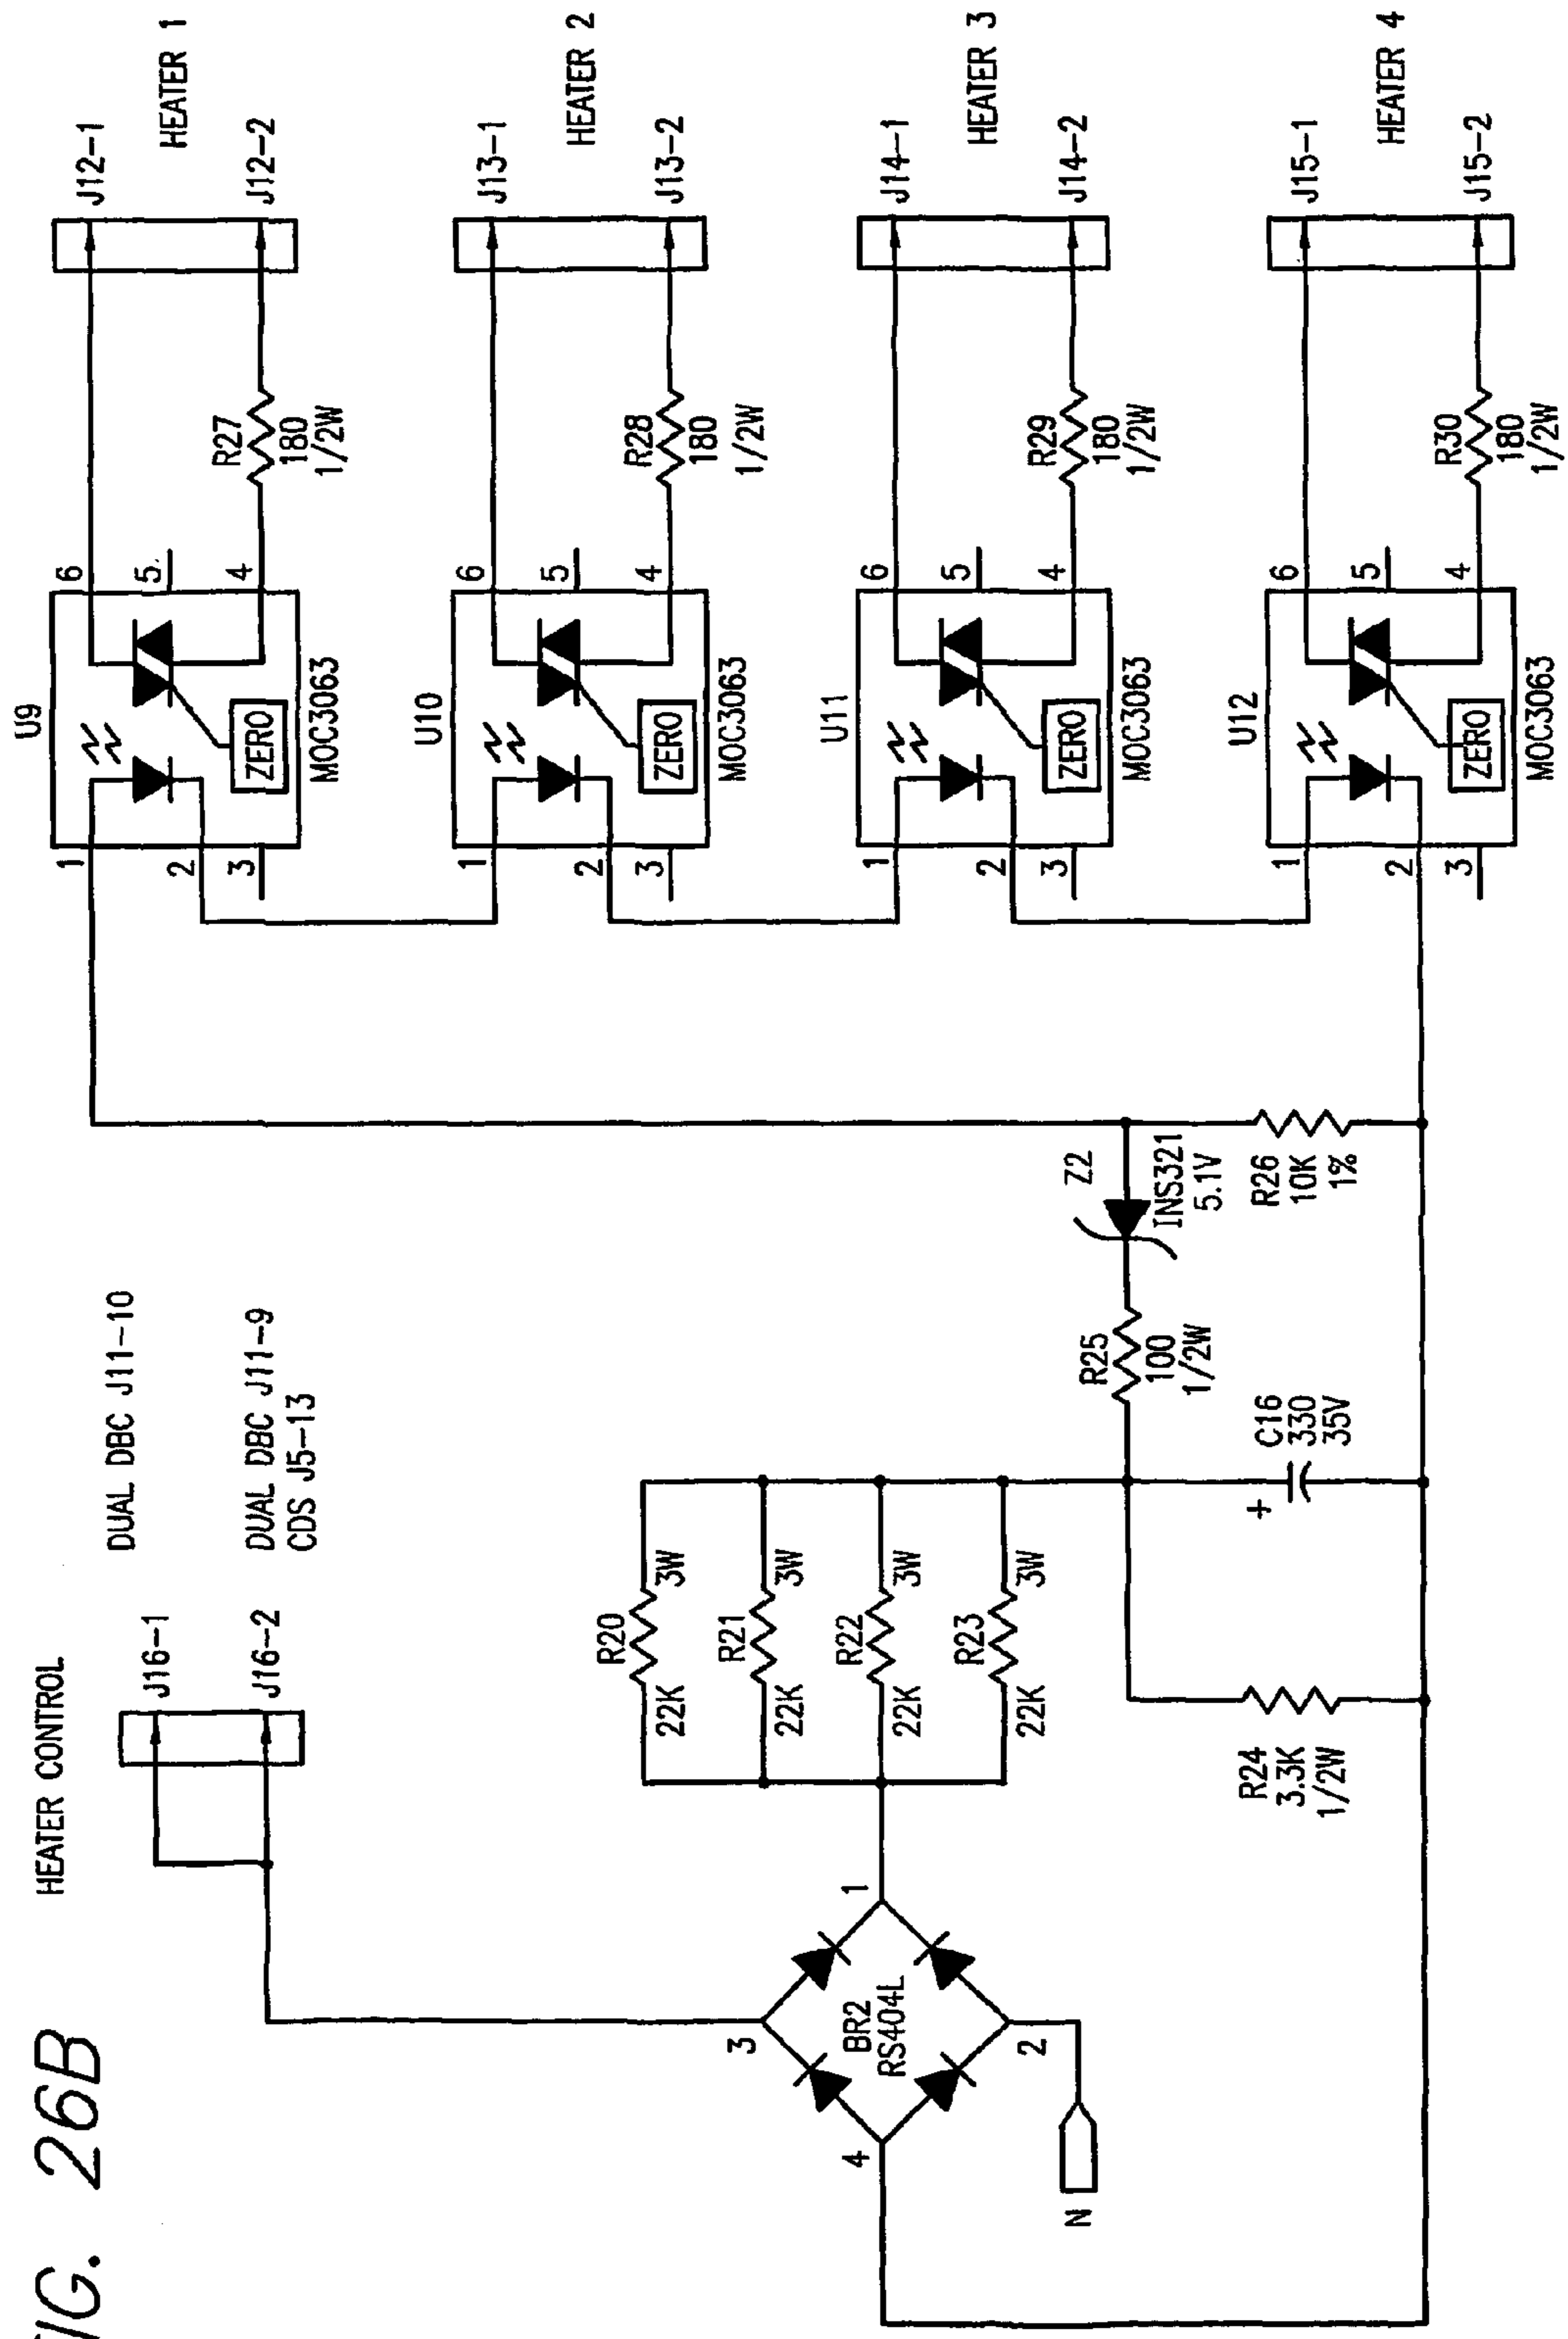 FIG. 26B
HEATER CONTROL
J16-1
J16-2
DUAL DBC J11-10
DUAL DBC J11-9
CDS J5-13
3
1
BR2
RS404L
4
2
N
R20
22K
3W
R21
22K
3W
R22
22K
3W
R23
22K
3W
R24
3.3K
1/2W
+
C16
330
35V
R25
100
1/2W
Z2
INS321
5.1V
R26
10K
1%
U9
1
2
3
6
5
4
ZERO
MOC3063
R27
180
1/2W
J12-1
HEATER 1
J12-2
U10
1
2
3
6
5
4
ZERO
MOC3063
R28
180
1/2W
J13-1
HEATER 2
J13-2
U11
1
2
3
6
5
4
ZERO
MOC3063
R29
180
1/2W
J14-1
HEATER 3
J14-2
U12
1
2
3
6
5
4
ZERO
MOC3063
R30
180
1/2W
J15-1
HEATER 4
J15-2